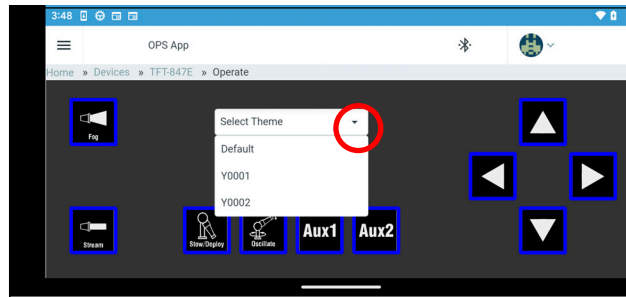 3:48
OPS App
Home » Devices » TFT-847E » Operate
Fog
Select Theme
Default
Y0001
Y0002
Stream
Stow/Deploy
Oscillate
Aux1
Aux2